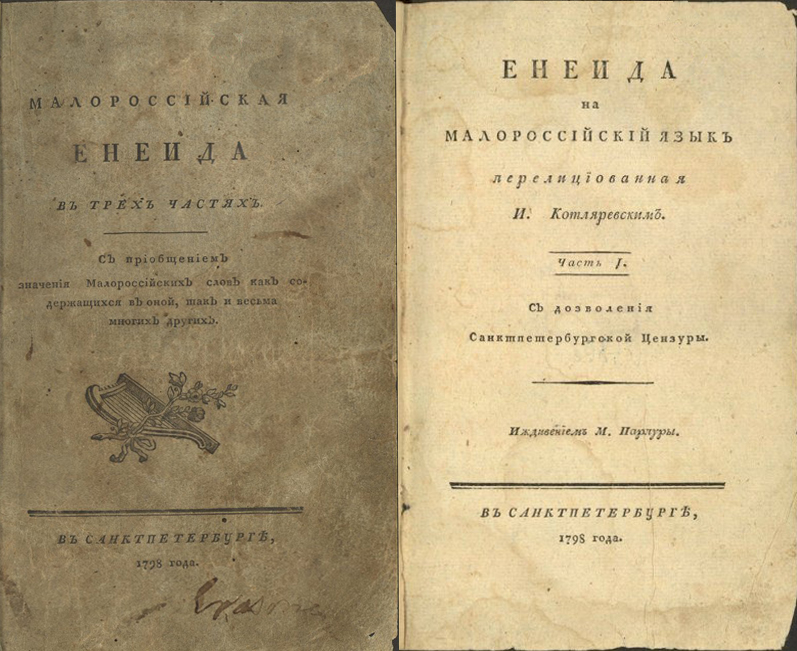 МАЛОРОССІЙСКАЯ
ЕНЕИДА
ВЪ ТРЕХЪ ЧАСТЯХЪ.
Съ пріобщеніемъ
значенія Малороссійскихъ словъ какъ со-
держащихся въ оной, такъ и весьма
многихъ другихъ.
ВЪ САНКТПЕТЕРБУРГѢ,
1798 года.
ЕНЕИДА
на
МАЛОРОССІЙСКІЙ ЯЗЫКЪ
перелиціованная
И. Котляревскимъ.
Часть I.
Съ дозволенія
Санктпетербургской Цензуры.
Иждивеніемъ М. Парпуры.
ВЪ САНКТПЕТЕРБУРГѢ,
1798 года.